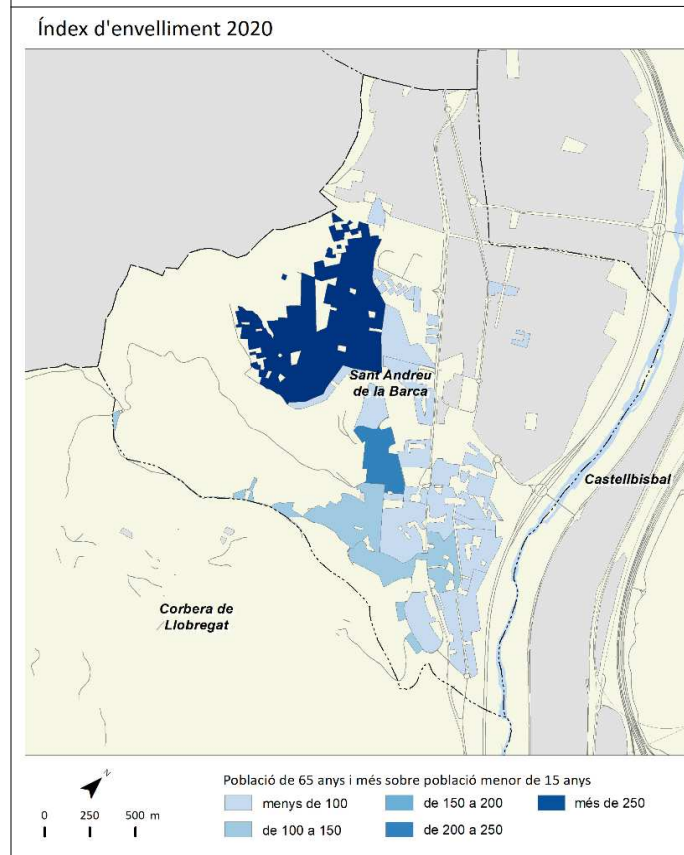 Índex d'envelliment 2020
Sant Andreu
de la Barca
Castellbisbal
Corbera de
Llobregat
N
0 250 500 m
Població de 65 anys i més sobre població menor de 15 anys
menys de 100
de 150 a 200
més de 250
de 100 a 150
de 200 a 250